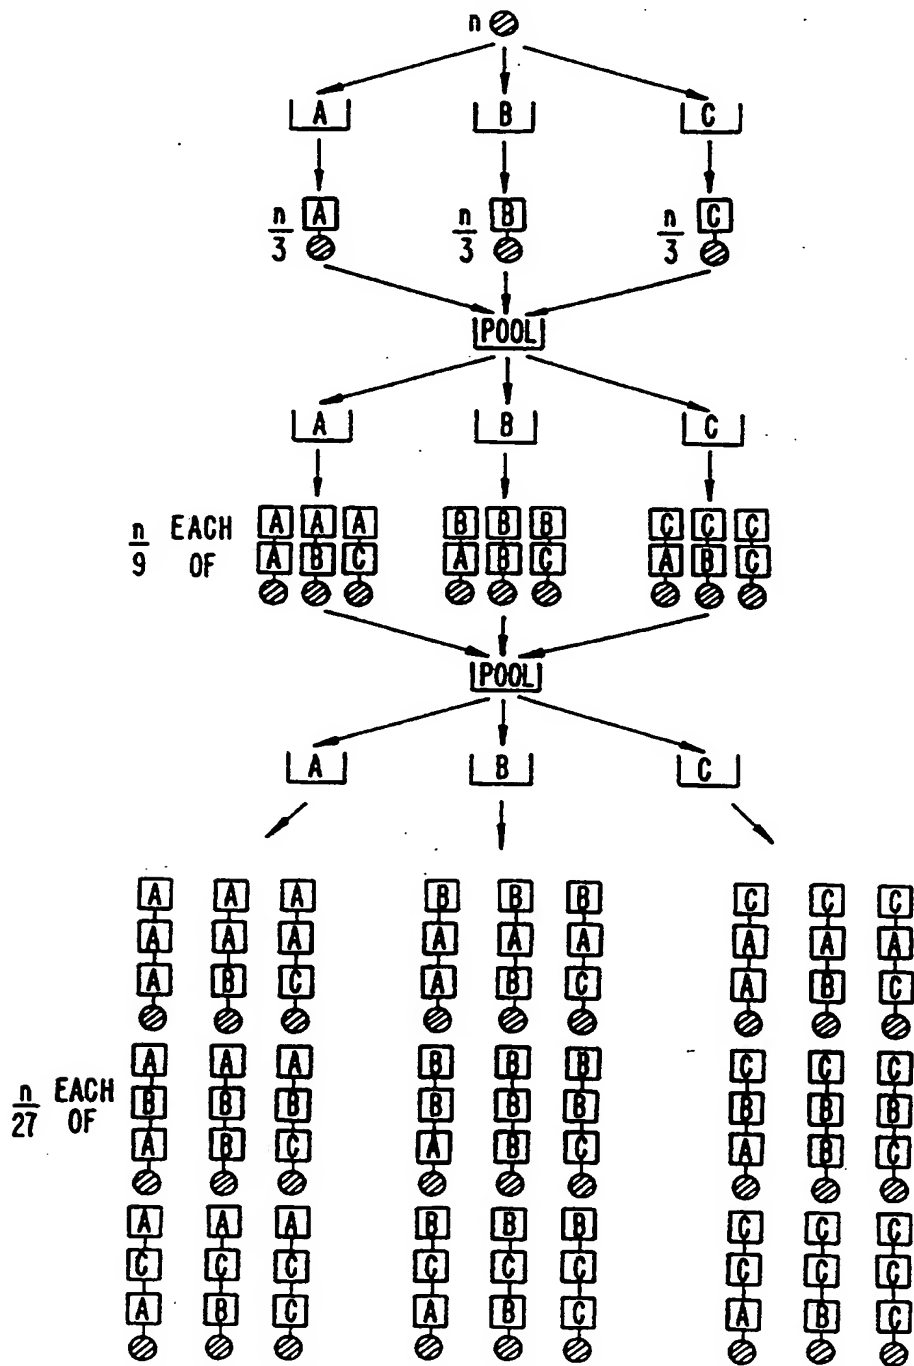 n
A B C
n/3 A n/3 B n/3 C
POOL
A B C
n/9 EACH OF
A A A B B B C C C
A B C A B C A B C
POOL
A B C
A A A B B B C C C
A A A A A A A A A
A B C A B C A B C
n/27 EACH OF
A A A B B B C C C
B B B B B B B B B
A B C A B C A B C
A A A B B B C C C
C C C C C C C C C
A B C A B C A B C